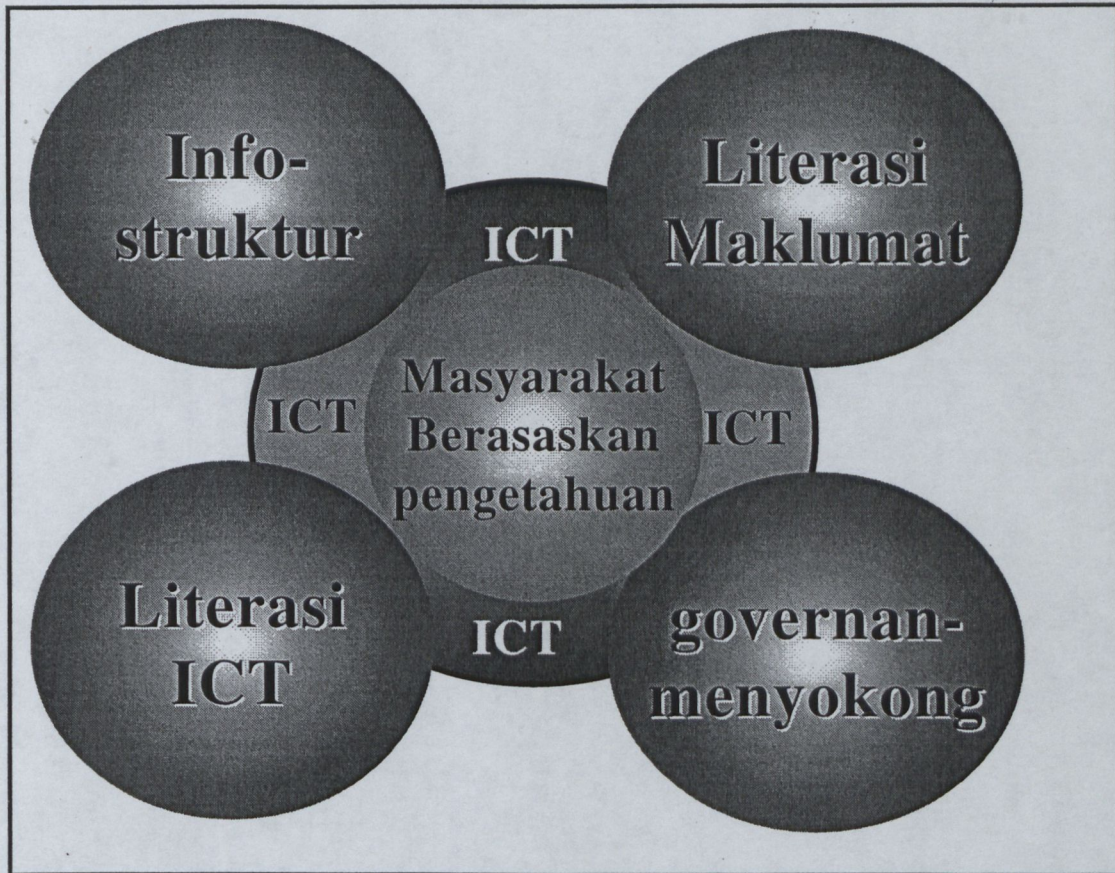 Info-
struktur
Literasi
Maklumat
ICT
ICT
Masyarakat
Berasaskan
pengetahuan
ICT
Literasi
ICT
ICT
governan-
menyokong